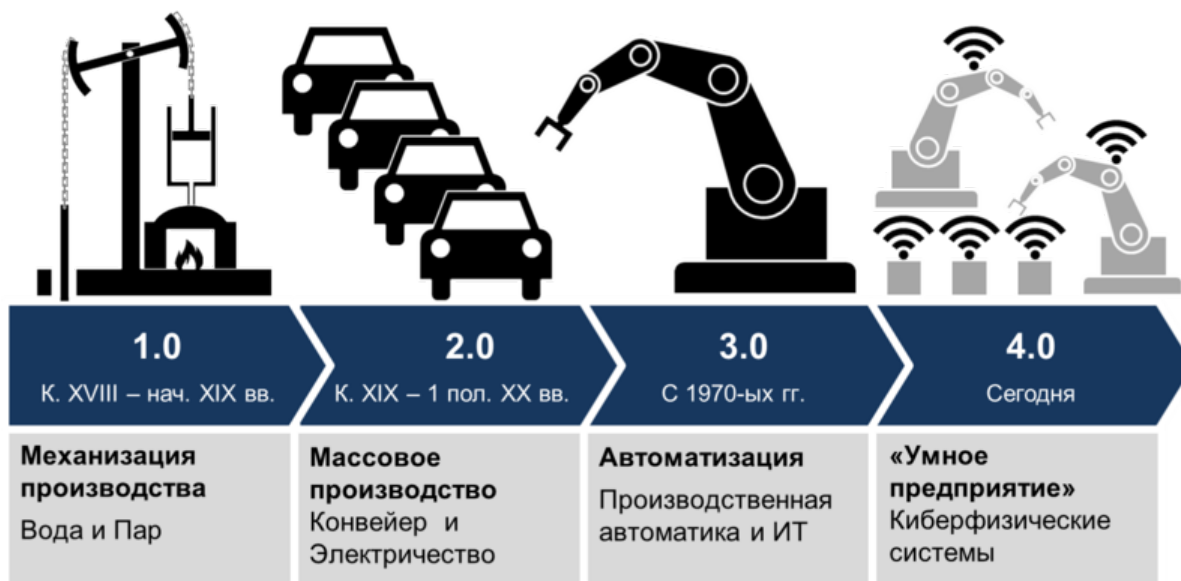 1.0
К. XVIII – нач. XIX вв.
2.0
К. XIX – 1 пол. XX вв.
3.0
С 1970-ых гг.
4.0
Сегодня
Механизация
производства
Вода и Пар
Массовое
производство
Конвейер и
Электричество
Автоматизация
Производственная
автоматика и ИТ
«Умное
предприятие»
Киберфизические
системы